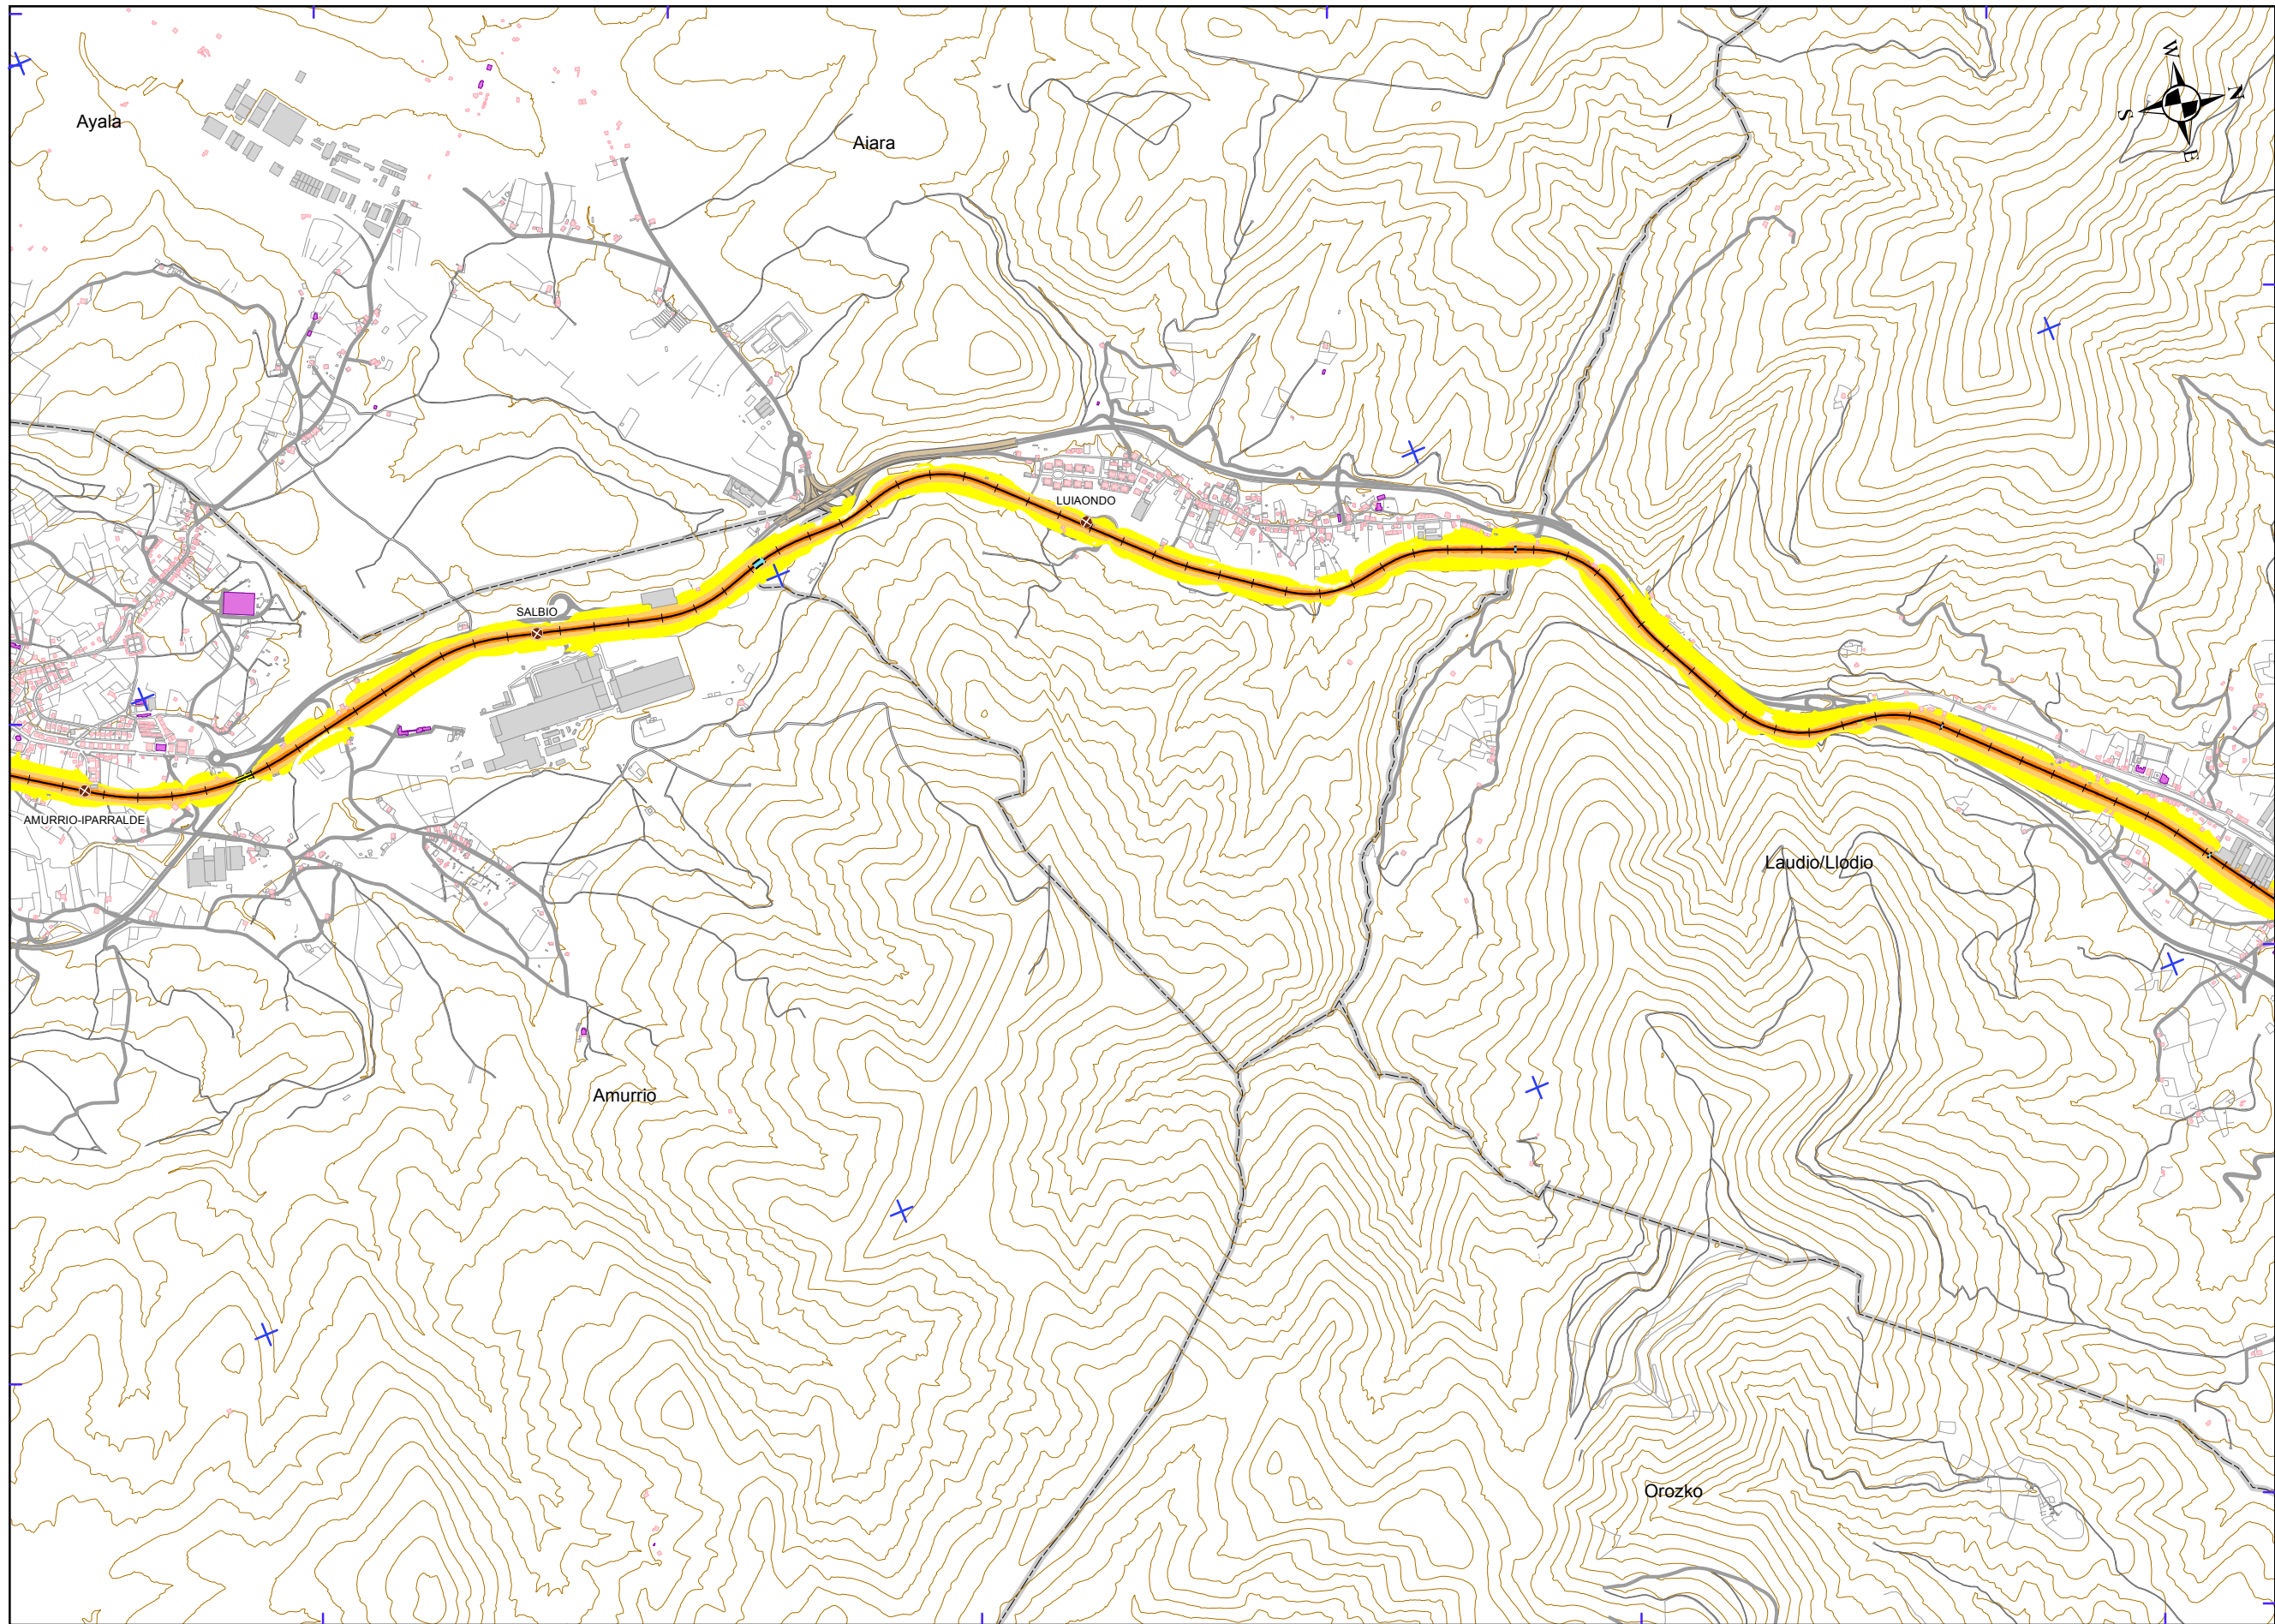 W
N
Ayala
S
Aiara
E
LUIAONDO
SALBIO
AMURRIO-IPARRALDE
Laudio/Llodio
Amurrio
Orozko